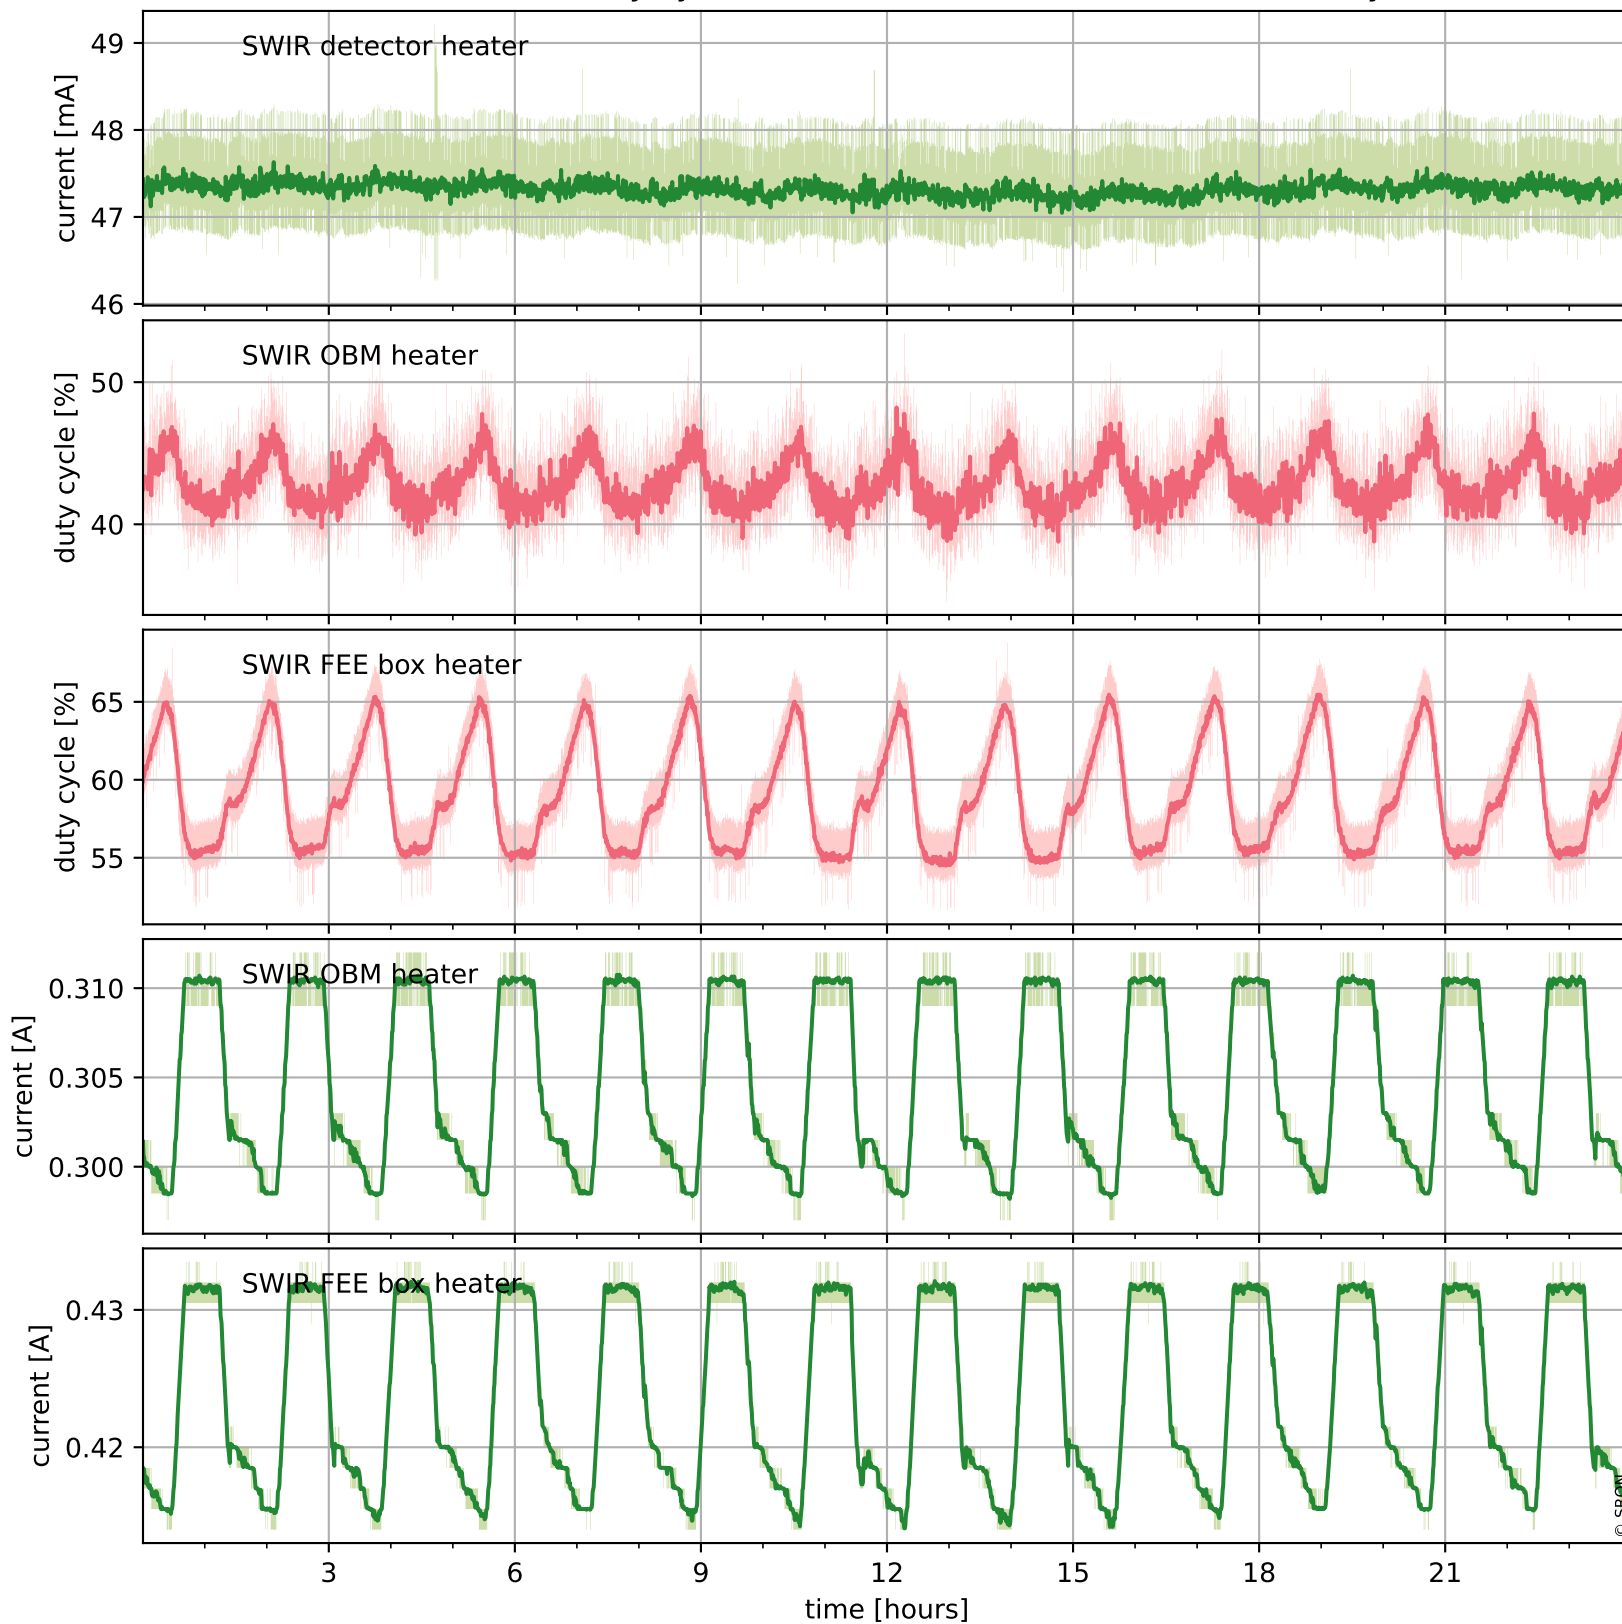 SWIR detector heater
49
48
47
46
current [mA]
SWIR OBM heater
50
40
duty cycle [%]
SWIR FEE box heater
65
60
55
duty cycle [%]
SWIR OBM heater
0.310
0.305
0.300
current [A]
SWIR FEE box heater
0.43
0.42
current [A]
3 6 9 12 15 18 21
time [hours]